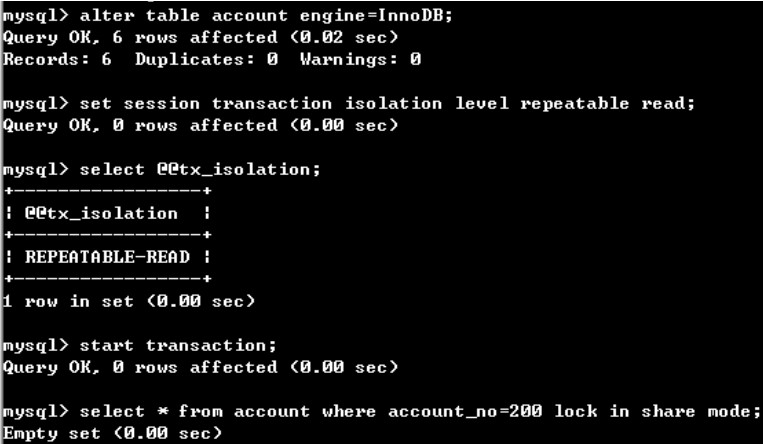 mysql> alter table account engine=InnoDB;
Query OK, 6 rows affected (0.02 sec)
Records: 6  Duplicates: 0  Warnings: 0
mysql> set session transaction isolation level repeatable read;
Query OK, 0 rows affected (0.00 sec)
mysql> select @@tx_isolation;
+-----------------+
| @@tx_isolation  |
+-----------------+
| REPEATABLE-READ |
+-----------------+
1 row in set (0.00 sec)
mysql> start transaction;
Query OK, 0 rows affected (0.00 sec)
mysql> select * from account where account_no=200 lock in share mode;
Empty set (0.00 sec)